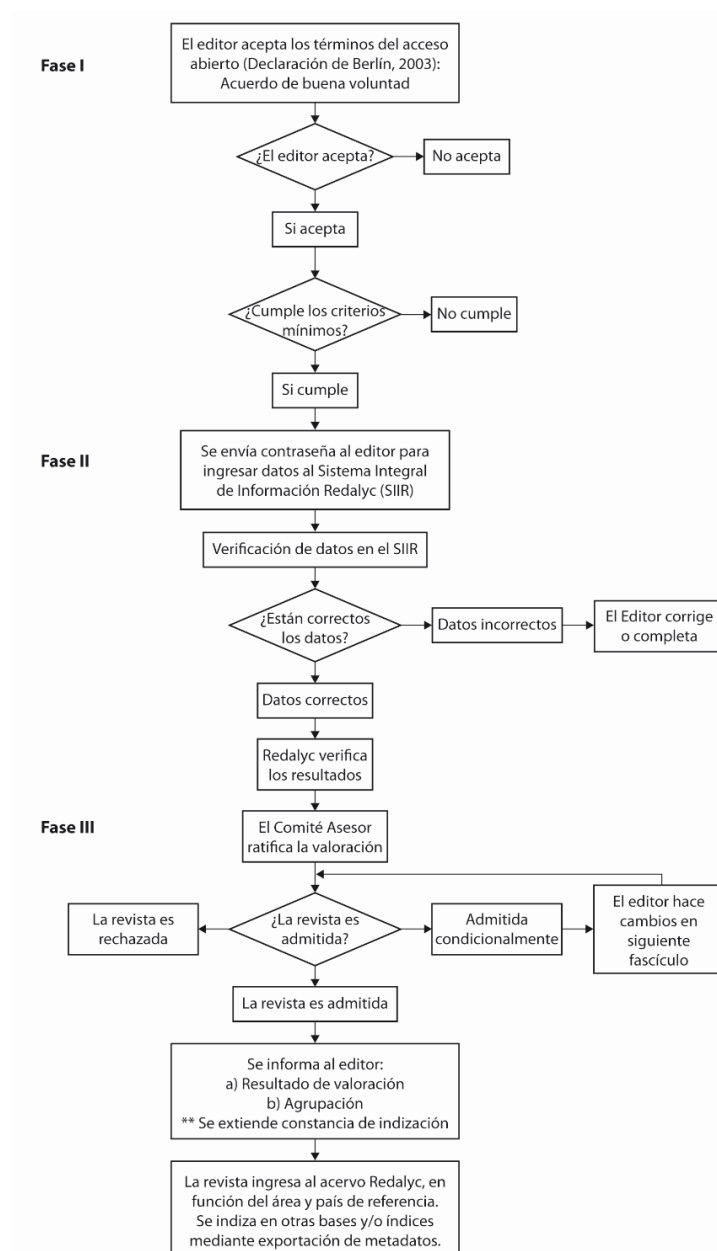 Fase I
El editor acepta los términos del acceso
abierto (Declaración de Berlín, 2003):
Acuerdo de buena voluntad
¿El editor acepta?
No acepta
Si acepta
¿Cumple los criterios
mínimos?
No cumple
Si cumple
Fase II
Se envía contraseña al editor para
ingresar datos al Sistema Integral
de Información Redalyc (SIIR)
Verificación de datos en el SIIR
¿Están correctos
los datos?
Datos incorrectos
El Editor corrige
o completa
Datos correctos
Redalyc verifica
los resultados
Fase III
El Comité Asesor
ratifica la valoración
La revista es
rechazada
¿La revista es
admitida?
Admitida
condicionalmente
El editor hace
cambios en
siguiente
fascículo
La revista es admitida
Se informa al editor:
a) Resultado de valoración
b) Agrupación
** Se extiende constancia de indización
La revista ingresa al acervo Redalyc, en
función del área y país de referencia.
Se indiza en otras bases y/o índices
mediante exportación de metadatos.